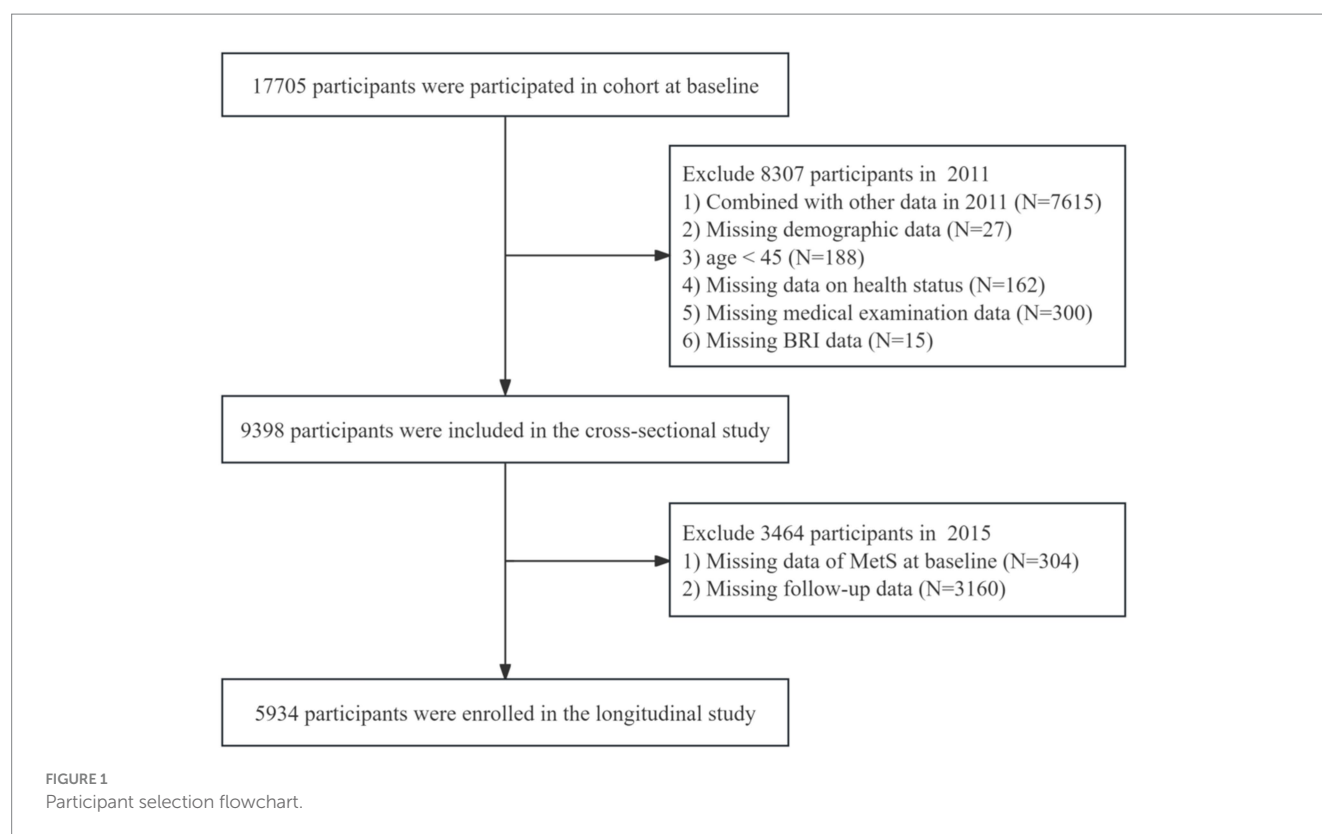 17705 participants were participated in cohort at baseline
Exclude 8307 participants in 2011
1) Combined with other data in 2011 (N=7615)
2) Missing demographic data (N=27)
3) age < 45 (N=188)
4) Missing data on health status (N=162)
5) Missing medical examination data (N=300)
6) Missing BRI data (N=15)
9398 participants were included in the cross-sectional study
Exclude 3464 participants in 2015
1) Missing data of MetS at baseline (N=304)
2) Missing follow-up data (N=3160)
5934 participants were enrolled in the longitudinal study
FIGURE 1
Participant selection flowchart.